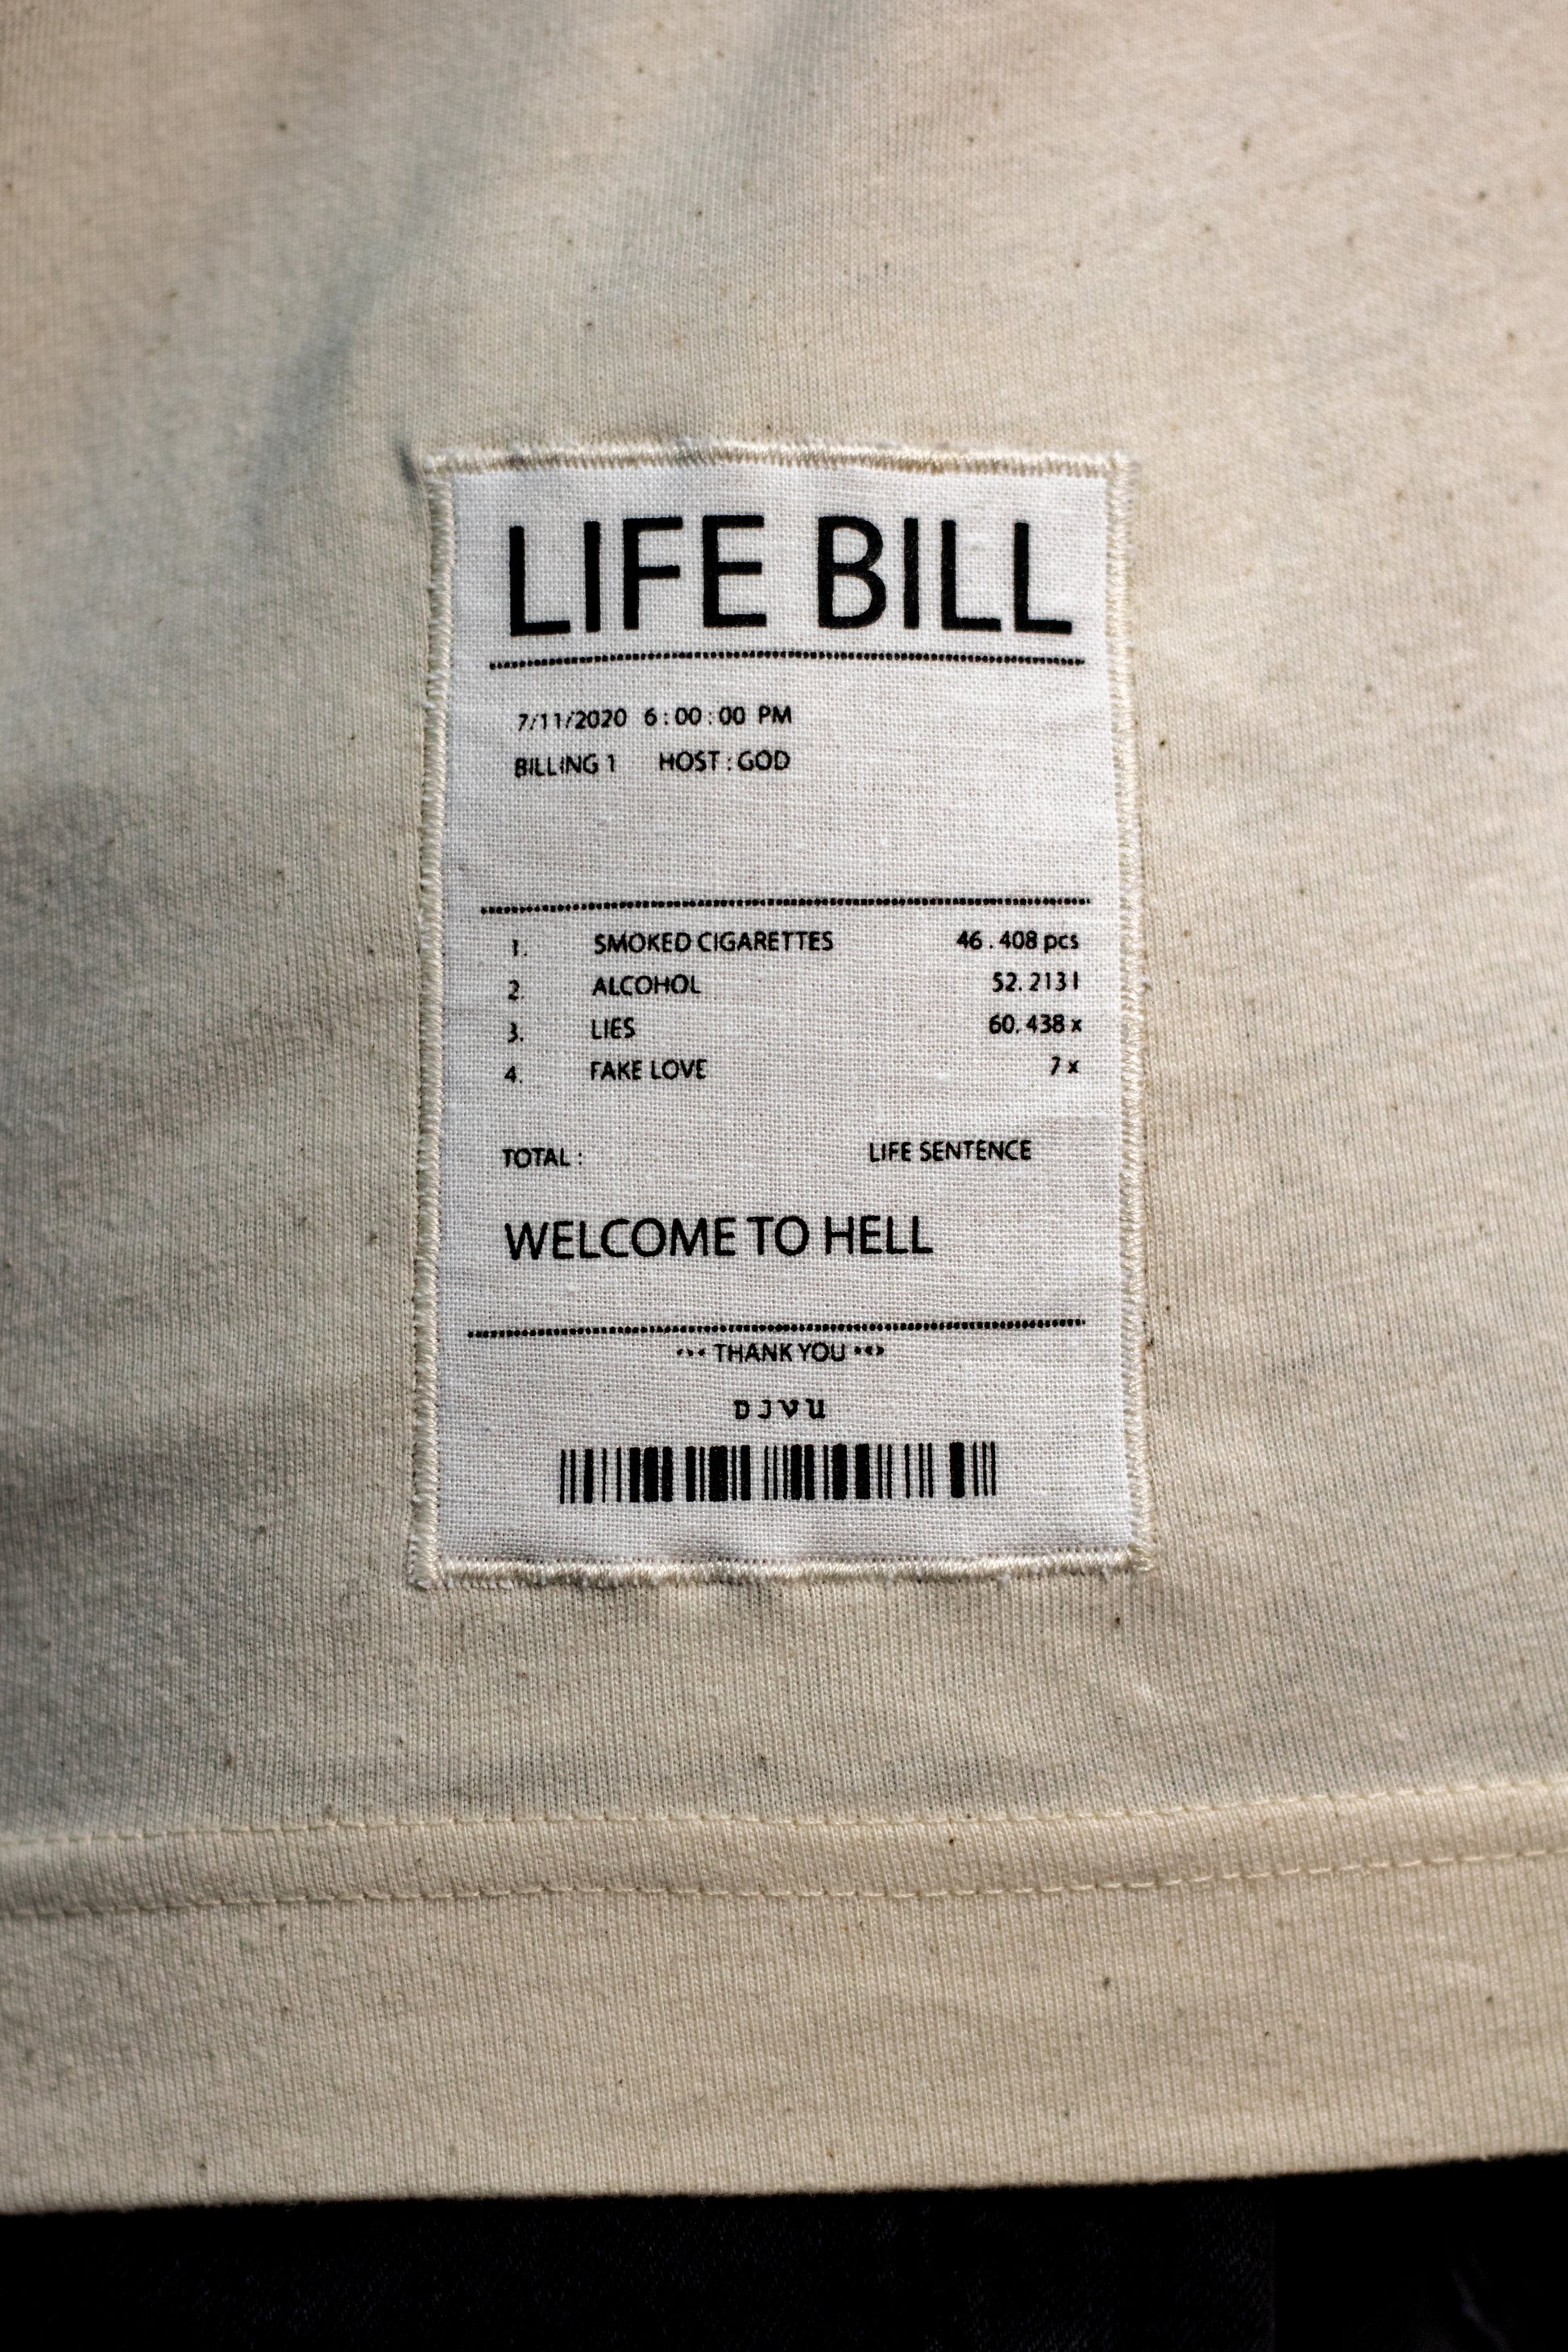 LIFE BILL
7/11/2020 6:00:00 PM
BILLING 1 HOST : GOD
1. SMOKED CIGARETTES 46.408 pcs
2. ALCOHOL 52.213 l
3. LIES 60.438 x
4. FAKE LOVE 7 x
TOTAL : LIFE SENTENCE
WELCOME TO HELL
THANK YOU
DJVU